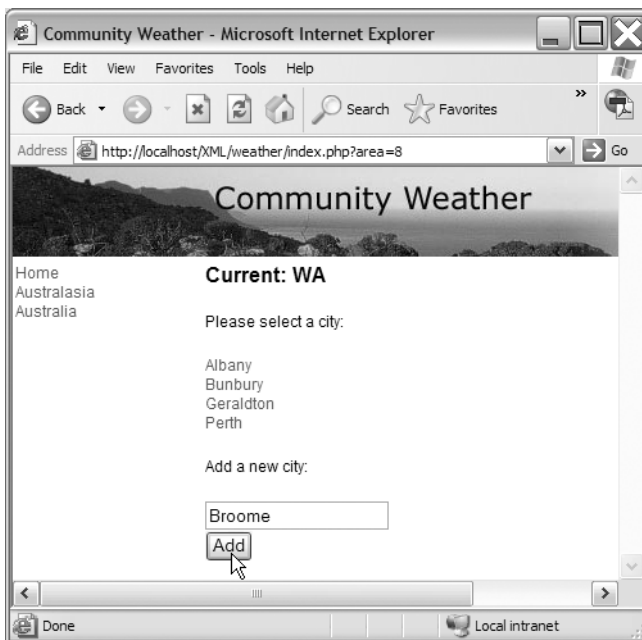 Community Weather - Microsoft Internet Explorer
File Edit View Favorites Tools Help
Back Search Favorites »
Address http://localhost/XML/weather/index.php?area=8 Go
Community Weather
Home
Australasia
Australia
Current: WA
Please select a city:
Albany
Bunbury
Geraldton
Perth
Add a new city:
Broome
Add
Done Local intranet